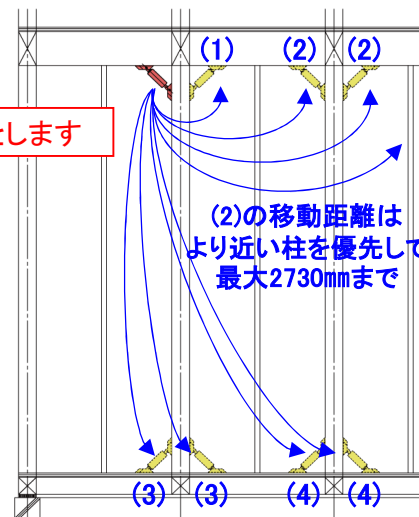 (1) (2) (2)
します
(2)の移動距離は
より近い柱を優先して
最大2730mmまで
(3) (3) (4) (4)